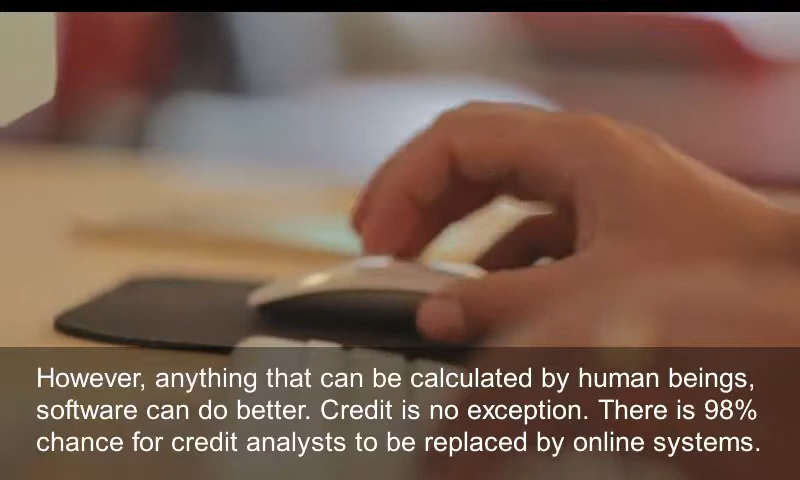 However, anything that can be calculated by human beings,
software can do better. Credit is no exception. There is 98%
chance for credit analysts to be replaced by online systems.